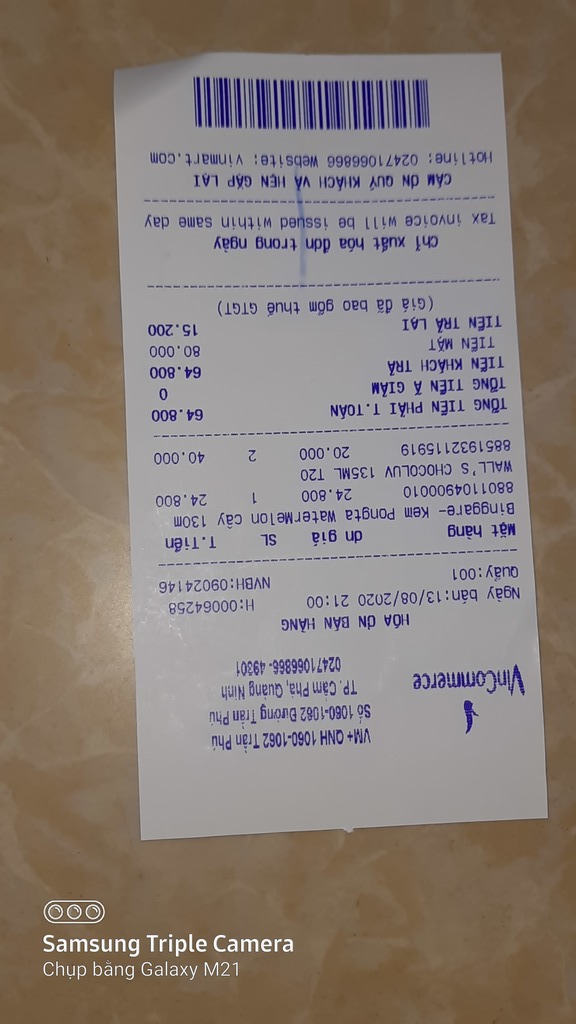 VinCommerce
VM+ QNH 1060-1062 Trần Phú
Số 1060-1062 Đường Trần Phú
TP. Cẩm Phả, Quảng Ninh
02471066866-49301
HÓA ĐN BÁN HÀNG
Ngày bán:13/08/2020 21:00 H:00064258
Quầy:001 NVBH:09024146
Mặt hàng đn giá SL T.Tiền
Binggare- Kem Pongta WaterMelon cây 130m
8801104900010 24.800 1 24.800
WALL'S CHOCOLUV 135ML T20
8851932115919 20.000 2 40.000
TỔNG TIỀN PHẢI T.TOÁN 64.800
TỔNG TIỀN Ã GIẢM 0
TIỀN KHÁCH TRẢ 64.800
TIỀN MẶT 80.000
TIỀN TRẢ LẠI 15.200
(Giá đã bao gồm thuế GTGT)
Chỉ xuất hóa đơn trong ngày
Tax invoice will be issued within same day
CẢM ƠN QUÝ KHÁCH VÀ HẸN GẶP LẠI
Hotline: 02471066866 Website: vinmart.com
Samsung Triple Camera
Chụp bằng Galaxy M21